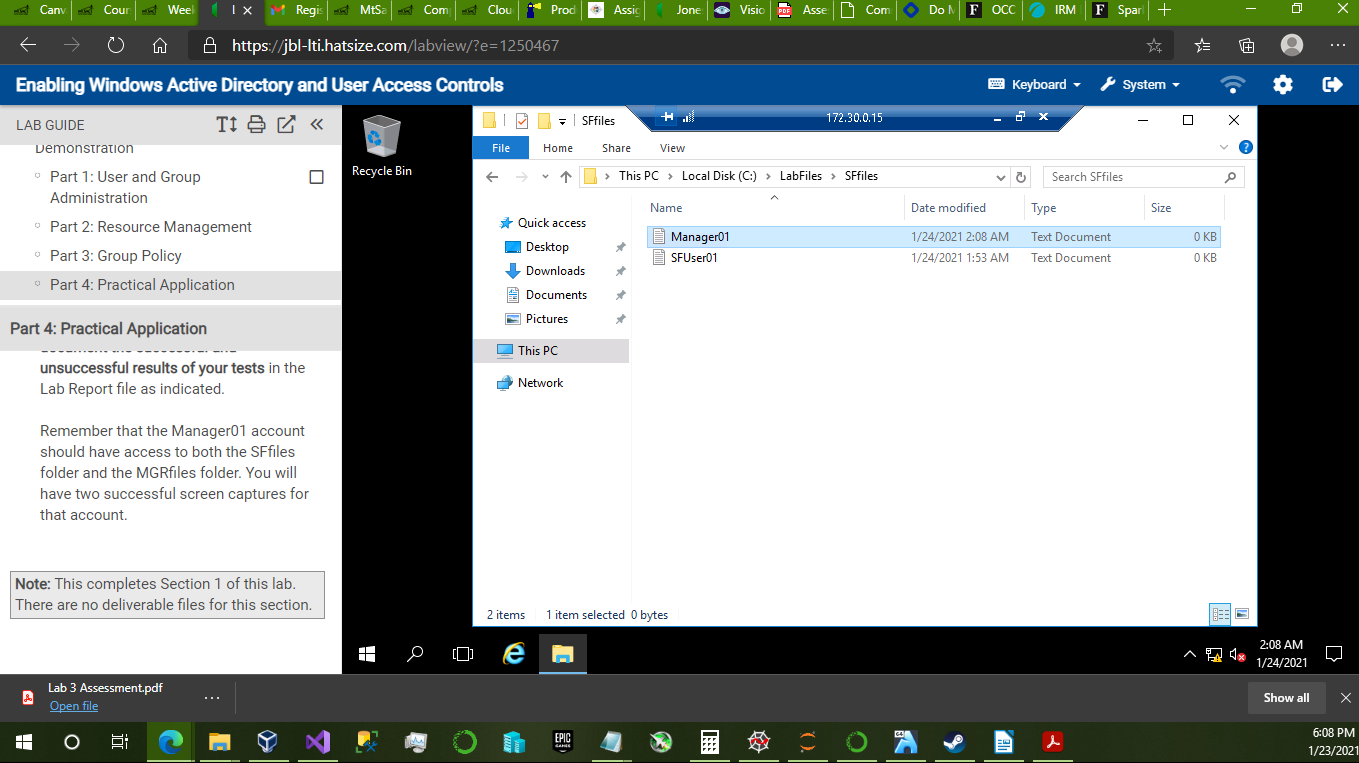 Canv
Cour
Week
I
Regis
MtSa
Comp
Clou
Prod
Assig
Jone
Visio
Asse
Com
Do M
OCC
IRM
Spar
https://jbl-lti.hatsize.com/labview/?e=1250467
Enabling Windows Active Directory and User Access Controls
Keyboard
System
LAB GUIDE
Demonstration
Part 1: User and Group
Administration
Part 2: Resource Management
Part 3: Group Policy
Part 4: Practical Application
Part 4: Practical Application
document the successful and
unsuccessful results of your tests in the
Lab Report file as indicated.
Remember that the Manager01 account
should have access to both the SFfiles
folder and the MGRfiles folder. You will
have two successful screen captures for
that account.
Note: This completes Section 1 of this lab.
There are no deliverable files for this section.
Recycle Bin
SFfiles
172.30.0.15
File Home Share View
This PC > Local Disk (C:) > LabFiles > SFfiles
Search SFfiles
Quick access
Desktop
Downloads
Documents
Pictures
This PC
Network
Name Date modified Type Size
Manager01 1/24/2021 2:08 AM Text Document 0 KB
SFUser01 1/24/2021 1:53 AM Text Document 0 KB
2 items 1 item selected 0 bytes
2:08 AM
1/24/2021
Lab 3 Assessment.pdf
Open file
Show all
EPIC
GAMES
6:08 PM
1/23/2021